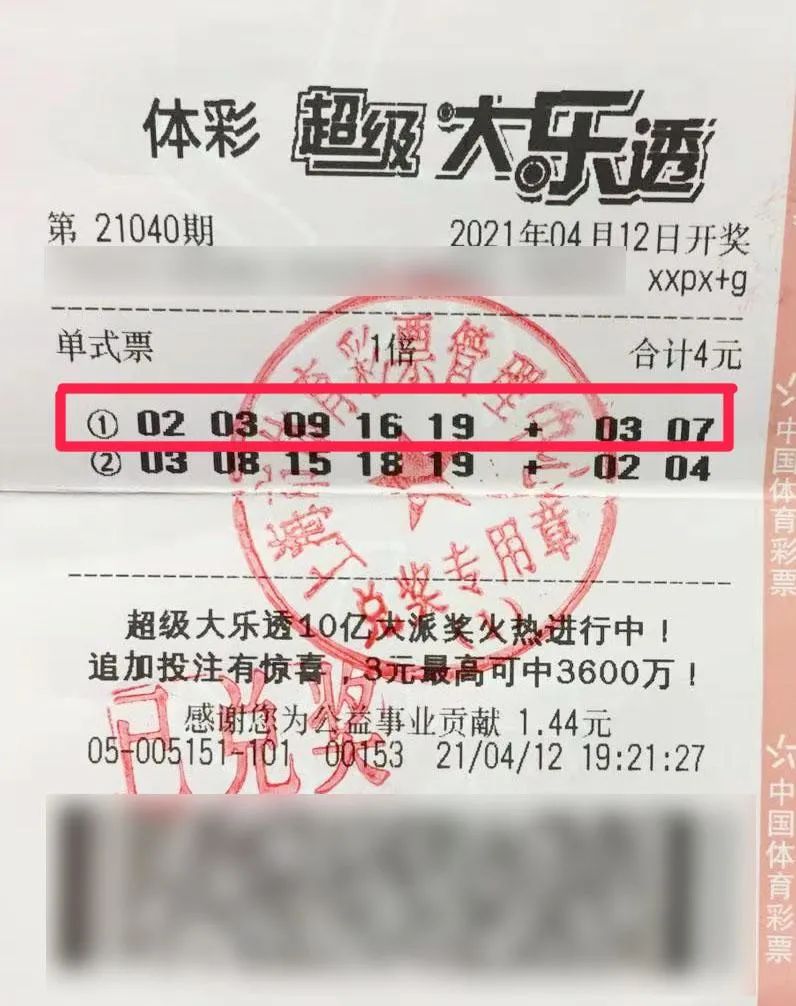 体彩 超级大乐透
第 21040期 2021年04月12日开奖
xxpx+g
单式票 1倍 合计4元
① 02 03 09 16 19 + 03 07
② 03 08 15 18 19 + 02 04
兑奖专用章
超级大乐透10亿大派奖火热进行中！
追加投注有惊喜，3元最高可中3600万！
感谢您为公益事业贡献 1.44元
05-005151-101 00153 21/04/12 19:21:27
已兑奖
中国体育彩票
中国体育彩票